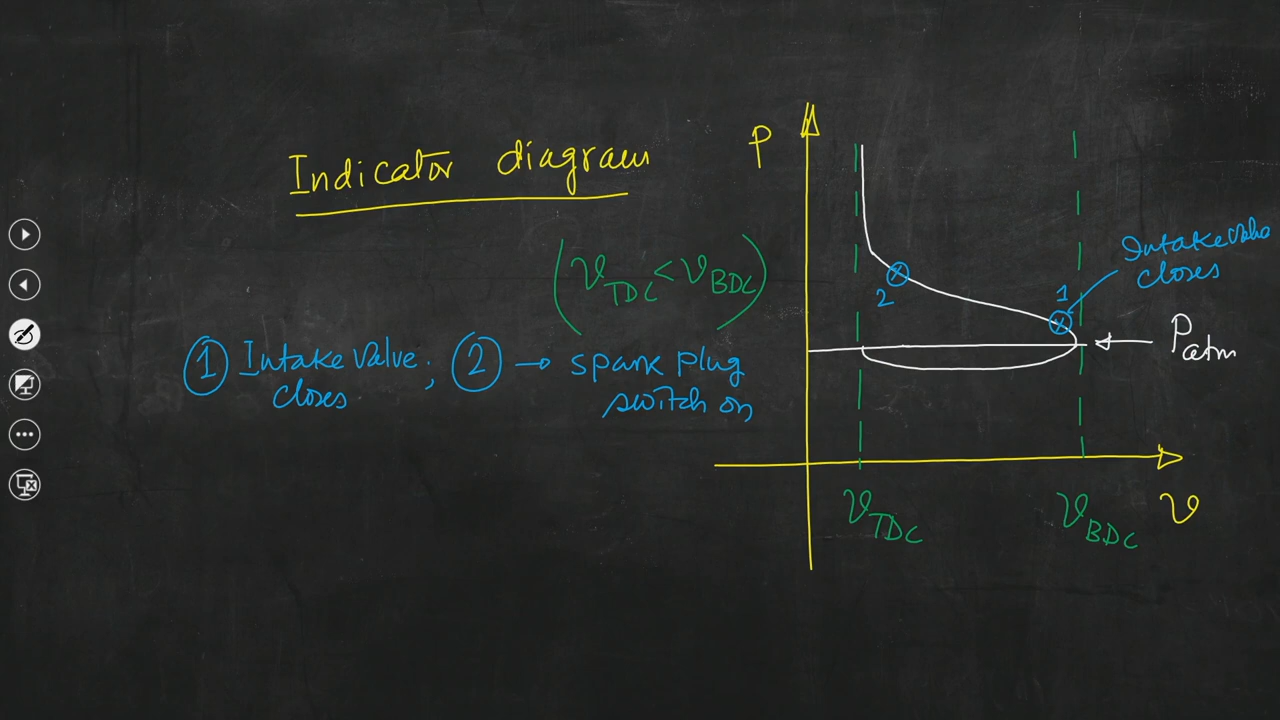 Indicator diagram
(V_TDC < V_BDC)
① Intake valve closes; ② → spark plug switch on
P
2
1
Intake valve
closes
P_atm
V_TDC
V_BDC
V